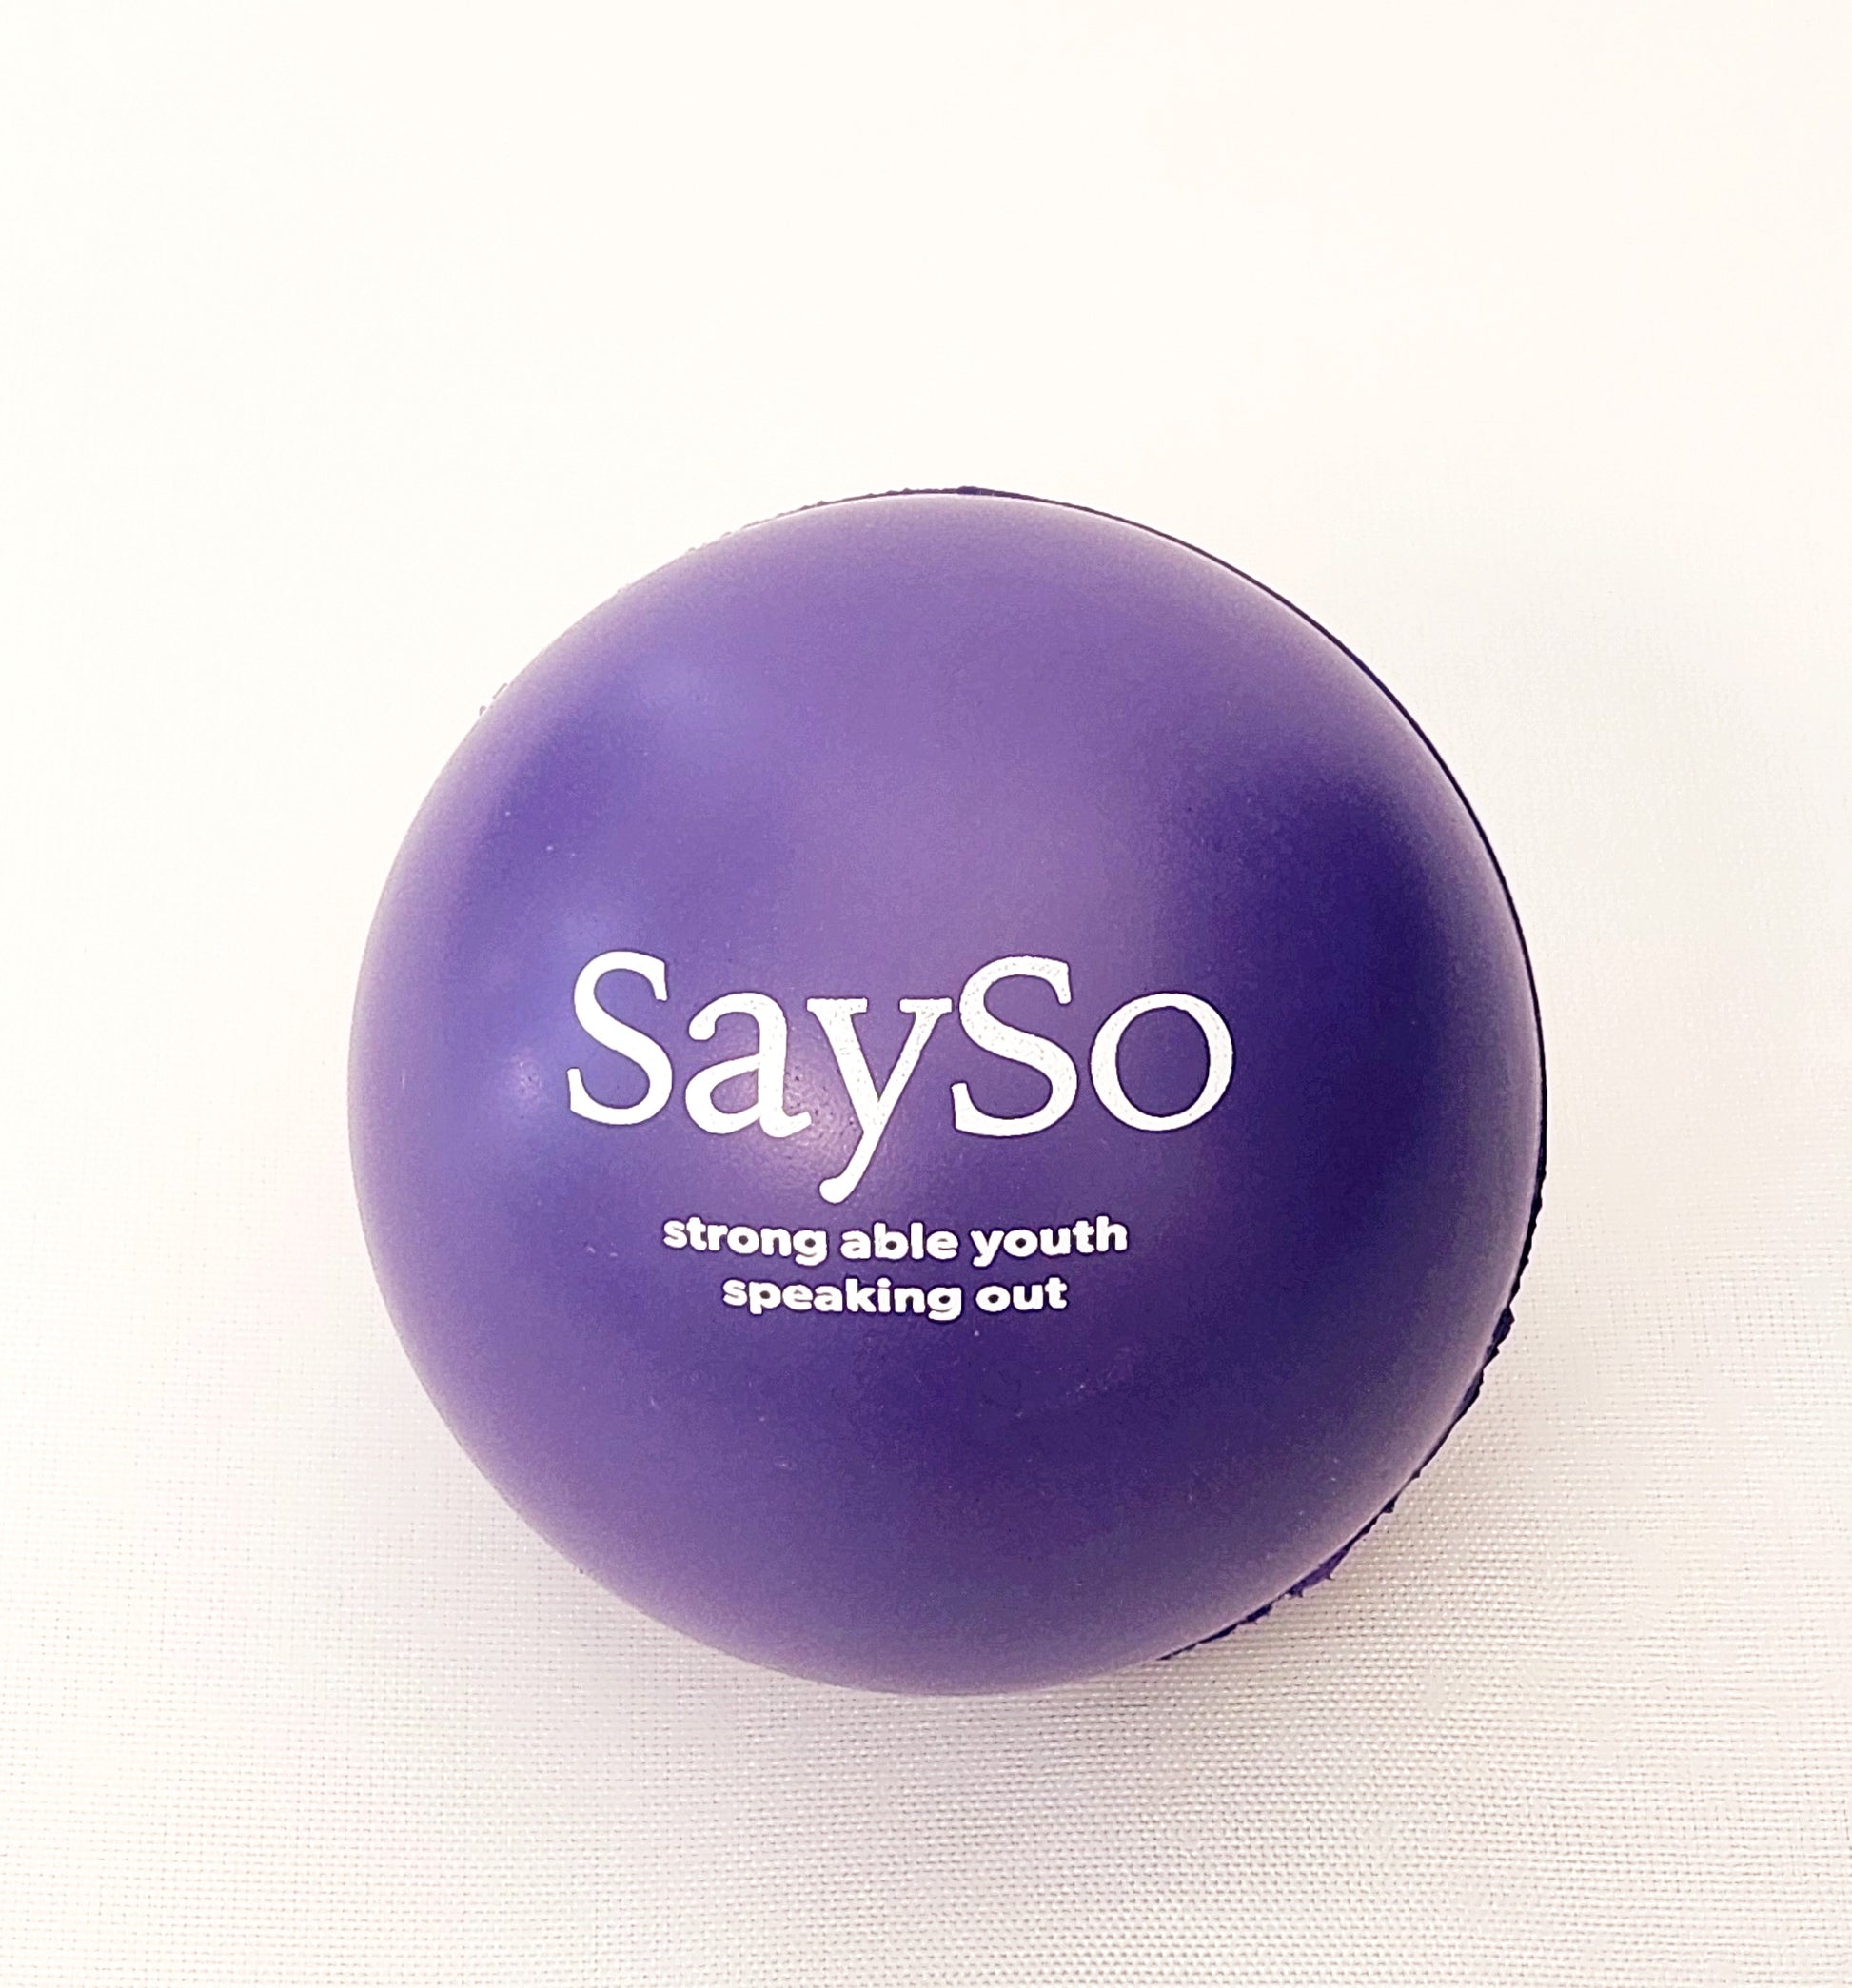 SaySo
strong able youth
speaking out